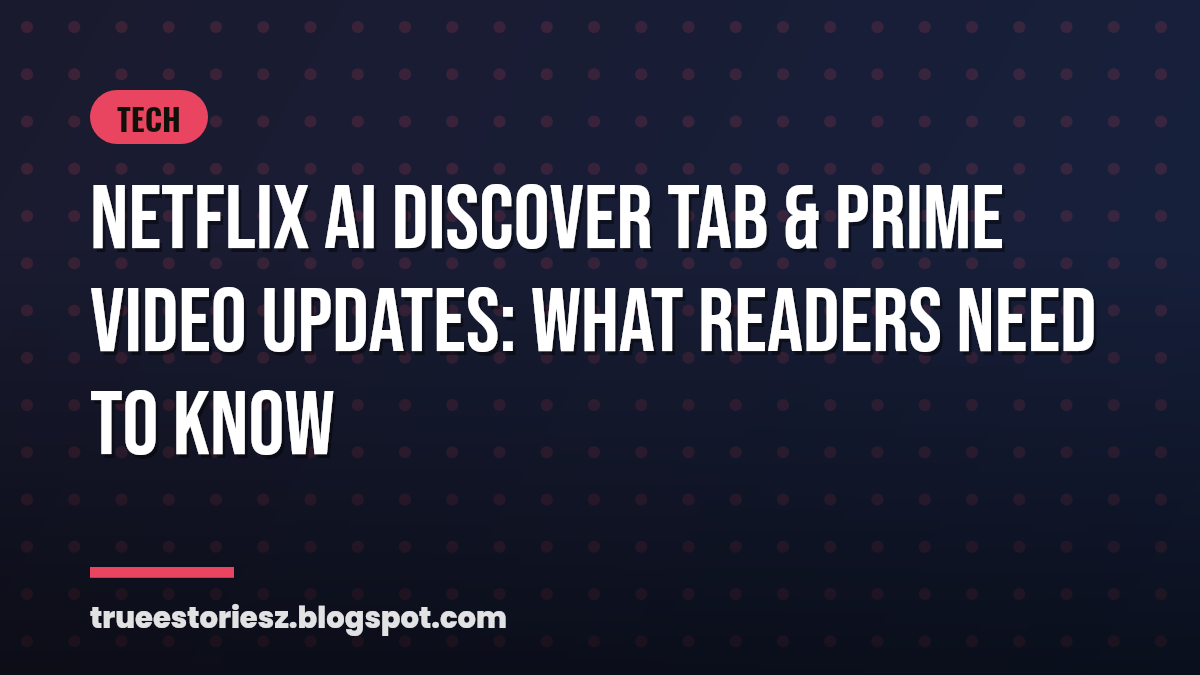 TECH
NETFLIX AI DISCOVER TAB & PRIME
VIDEO UPDATES: WHAT READERS NEED
TO KNOW
trueestoriesz.blogspot.com